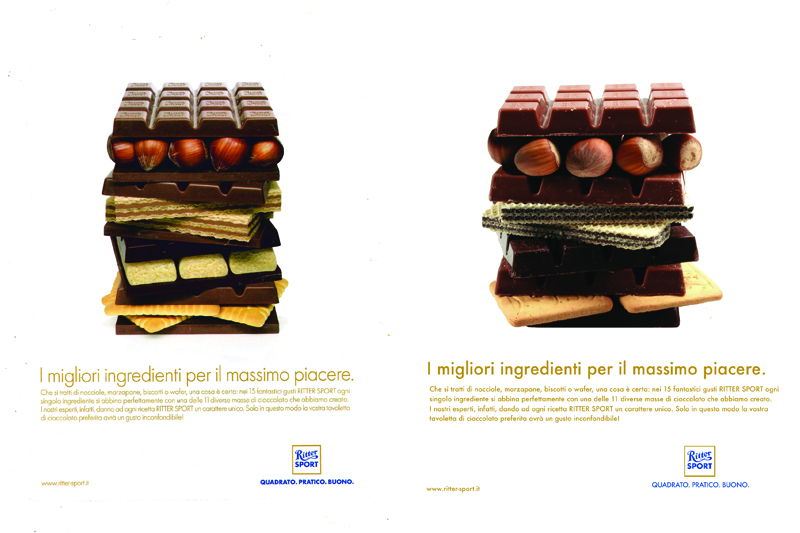 I migliori ingredienti per il massimo piacere.
Che si tratti di nocciole, marzapane, biscotti o wafer, una cosa è certa: nei 15 fantastici gusti RITTER SPORT ogni
singolo ingrediente si abbina perfettamente con una delle 11 diverse masse di cioccolato che abbiamo creato.
I nostri esperti, infatti, danno ad ogni ricetta RITTER SPORT un carattere unico. Solo in questo modo la vostra tavoletta
di cioccolato preferita avrà un gusto inconfondibile!
Ritter
SPORT
www.ritter-sport.it
QUADRATO. PRATICO. BUONO.
I migliori ingredienti per il massimo piacere.
Che si tratti di nocciole, marzapane, biscotti o wafer, una cosa è certa: nei 15 fantastici gusti RITTER SPORT ogni
singolo ingrediente si abbina perfettamente con una delle 11 diverse masse di cioccolato che abbiamo creato.
I nostri esperti, infatti, dando ad ogni ricetta RITTER SPORT un carattere unico. Solo in questo modo la vostra
tavoletta di cioccolato preferita avrà un gusto inconfondibile!
Ritter
SPORT
www.ritter-sport.it
QUADRATO. PRATICO. BUONO.